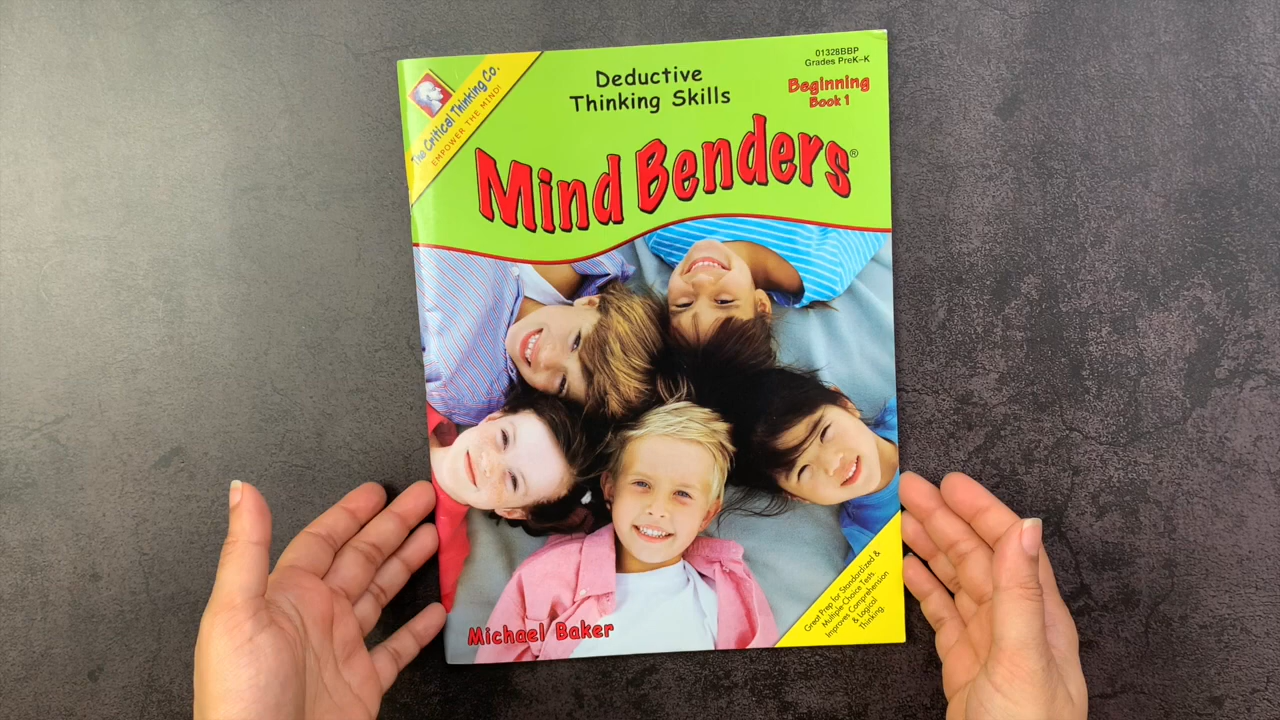 The Critical Thinking Co.
EMPOWER THE MIND!
Deductive
Thinking Skills
01328BBP
Grades PreK–K
Beginning
Book 1
Mind Benders®
Michael Baker
Great Prep for Standardized &
Multiple-Choice Tests.
Improves Comprehension
& Logical
Thinking.